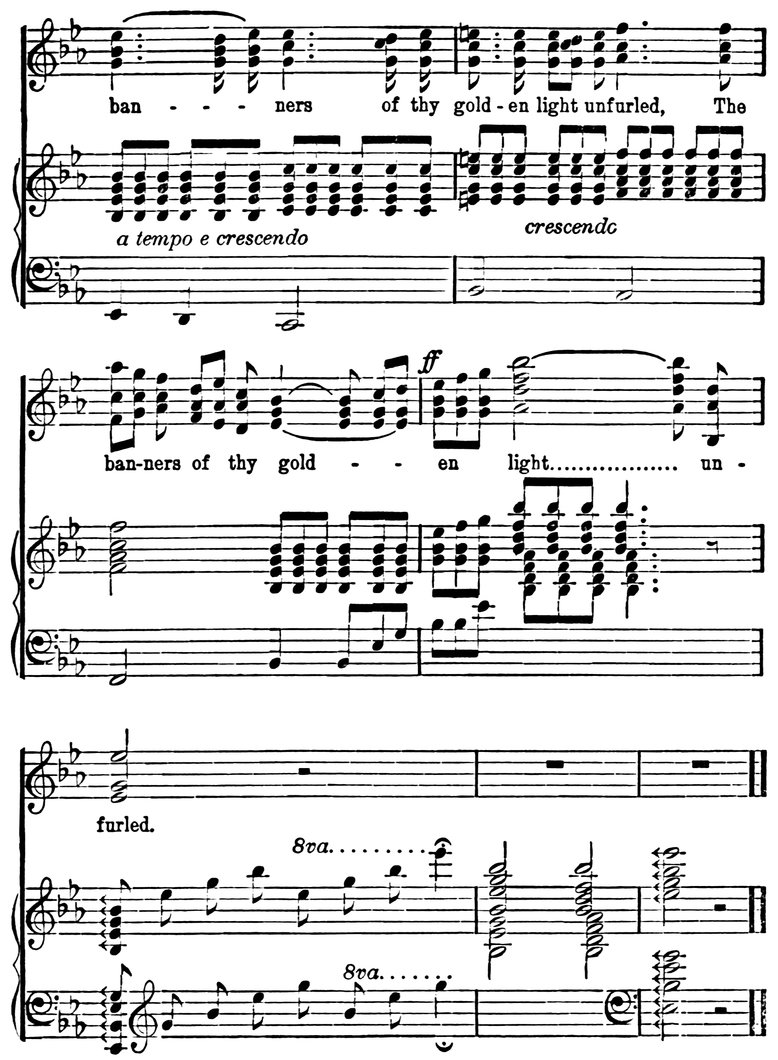 ban - - - ners of thy gold-en light unfurled, The
a tempo e crescendo
crescendo
ff
ban-ners of thy gold - - en light.................. un-
furled.
8va.........
8va.......